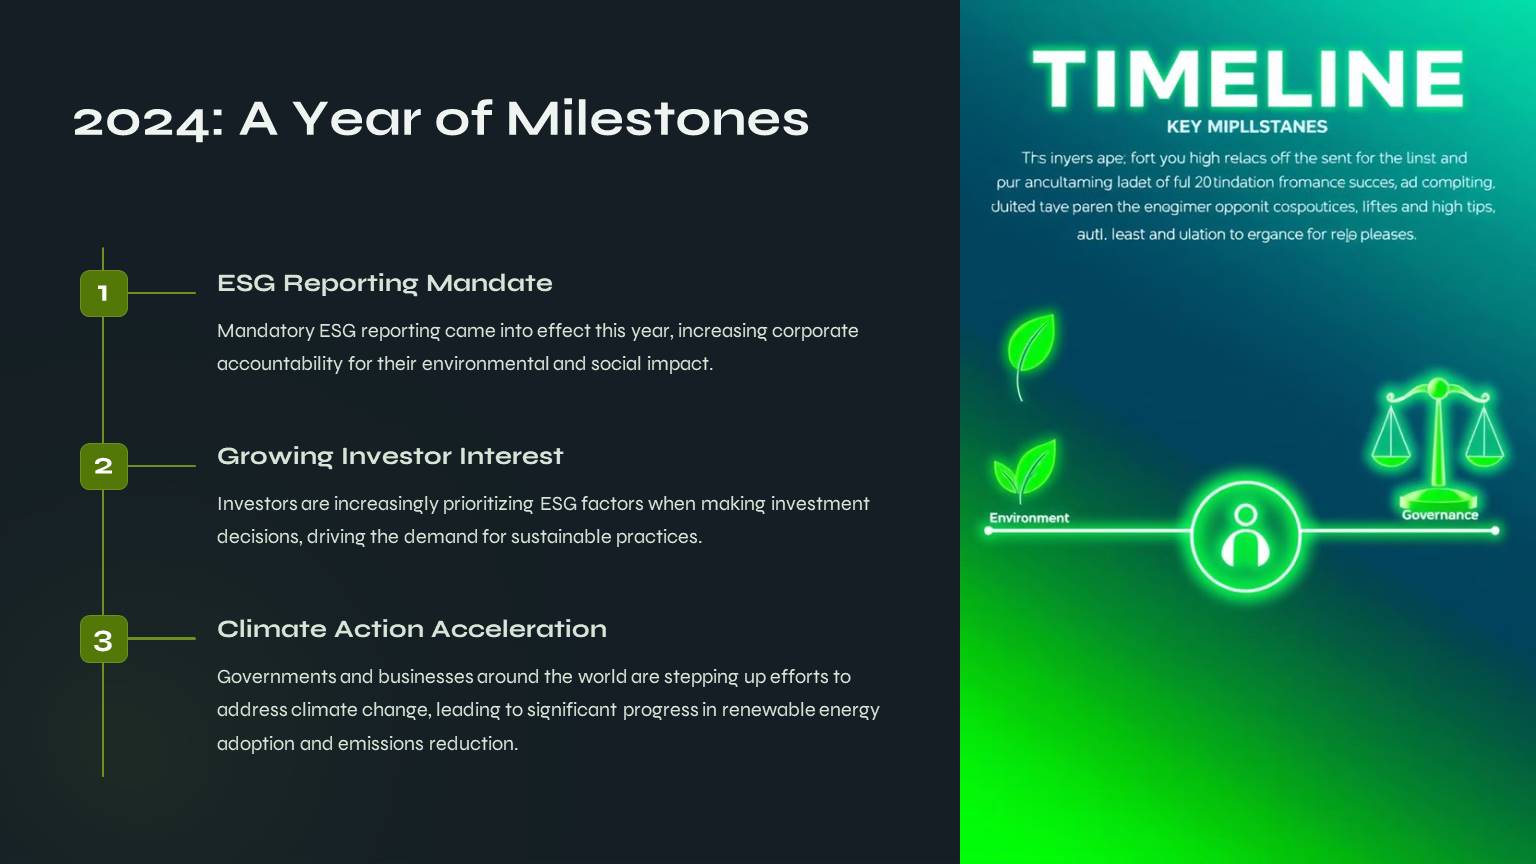 2024: A Year of Milestones
1
ESG Reporting Mandate
Mandatory ESG reporting came into effect this year, increasing corporate
accountability for their environmental and social impact.
2
Growing Investor Interest
Investors are increasingly prioritizing ESG factors when making investment
decisions, driving the demand for sustainable practices.
3
Climate Action Acceleration
Governments and businesses around the world are stepping up efforts to
address climate change, leading to significant progress in renewable energy
adoption and emissions reduction.
TIMELINE
KEY MIPLLSTANES
inyers ape, fort you high relacs off the sent for the linst and
pur ancultaming ladet of ful 20 tindation fromance succes, ad complting,
duited tave paren the enogimer opponit cospoutices, liftes and high tips,
autl. least and ulation to ergance for pleases.
Environment
Governance